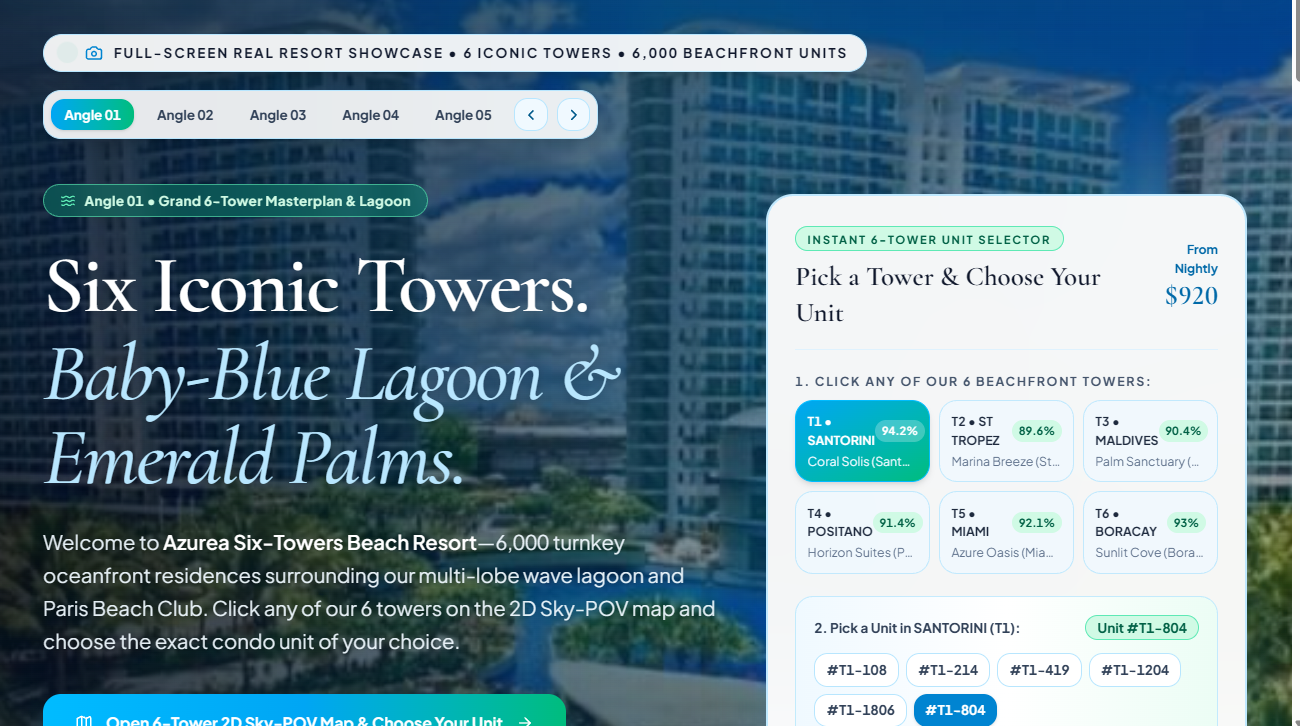 FULL-SCREEN REAL RESORT SHOWCASE • 6 ICONIC TOWERS • 6,000 BEACHFRONT UNITS
Angle 01 Angle 02 Angle 03 Angle 04 Angle 05
Angle 01 • Grand 6-Tower Masterplan & Lagoon
Six Iconic Towers.
Baby-Blue Lagoon &
Emerald Palms.
Welcome to Azurea Six-Towers Beach Resort—6,000 turnkey
oceanfront residences surrounding our multi-lobe wave lagoon and
Paris Beach Club. Click any of our 6 towers on the 2D Sky-POV map and
choose the exact condo unit of your choice.
Open 6-Tower 2D Sky-POV Map & Choose Your Unit →
INSTANT 6-TOWER UNIT SELECTOR
Pick a Tower & Choose Your
Unit
From
Nightly
$920
1. CLICK ANY OF OUR 6 BEACHFRONT TOWERS:
T1 •
SANTORINI
94.2%
Coral Solis (Sant...
T2 • ST
TROPEZ
89.6%
Marina Breeze (St...
T3 •
MALDIVES
90.4%
Palm Sanctuary (...
T4 •
POSITANO
91.4%
Horizon Suites (P...
T5 •
MIAMI
92.1%
Azure Oasis (Mia...
T6 •
BORACAY
93%
Sunlit Cove (Bora...
2. Pick a Unit in SANTORINI (T1):
Unit #T1-804
#T1-108 #T1-214 #T1-419 #T1-1204
#T1-1806 #T1-804